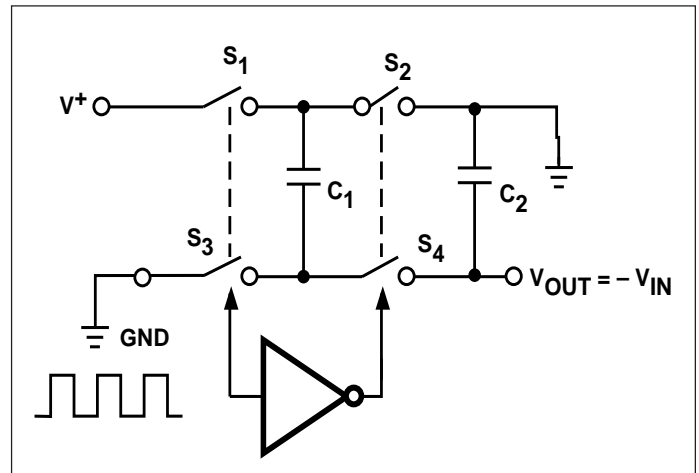 S1 S2
V+
C1 C2
S3 S4
VOUT = – VIN
GND